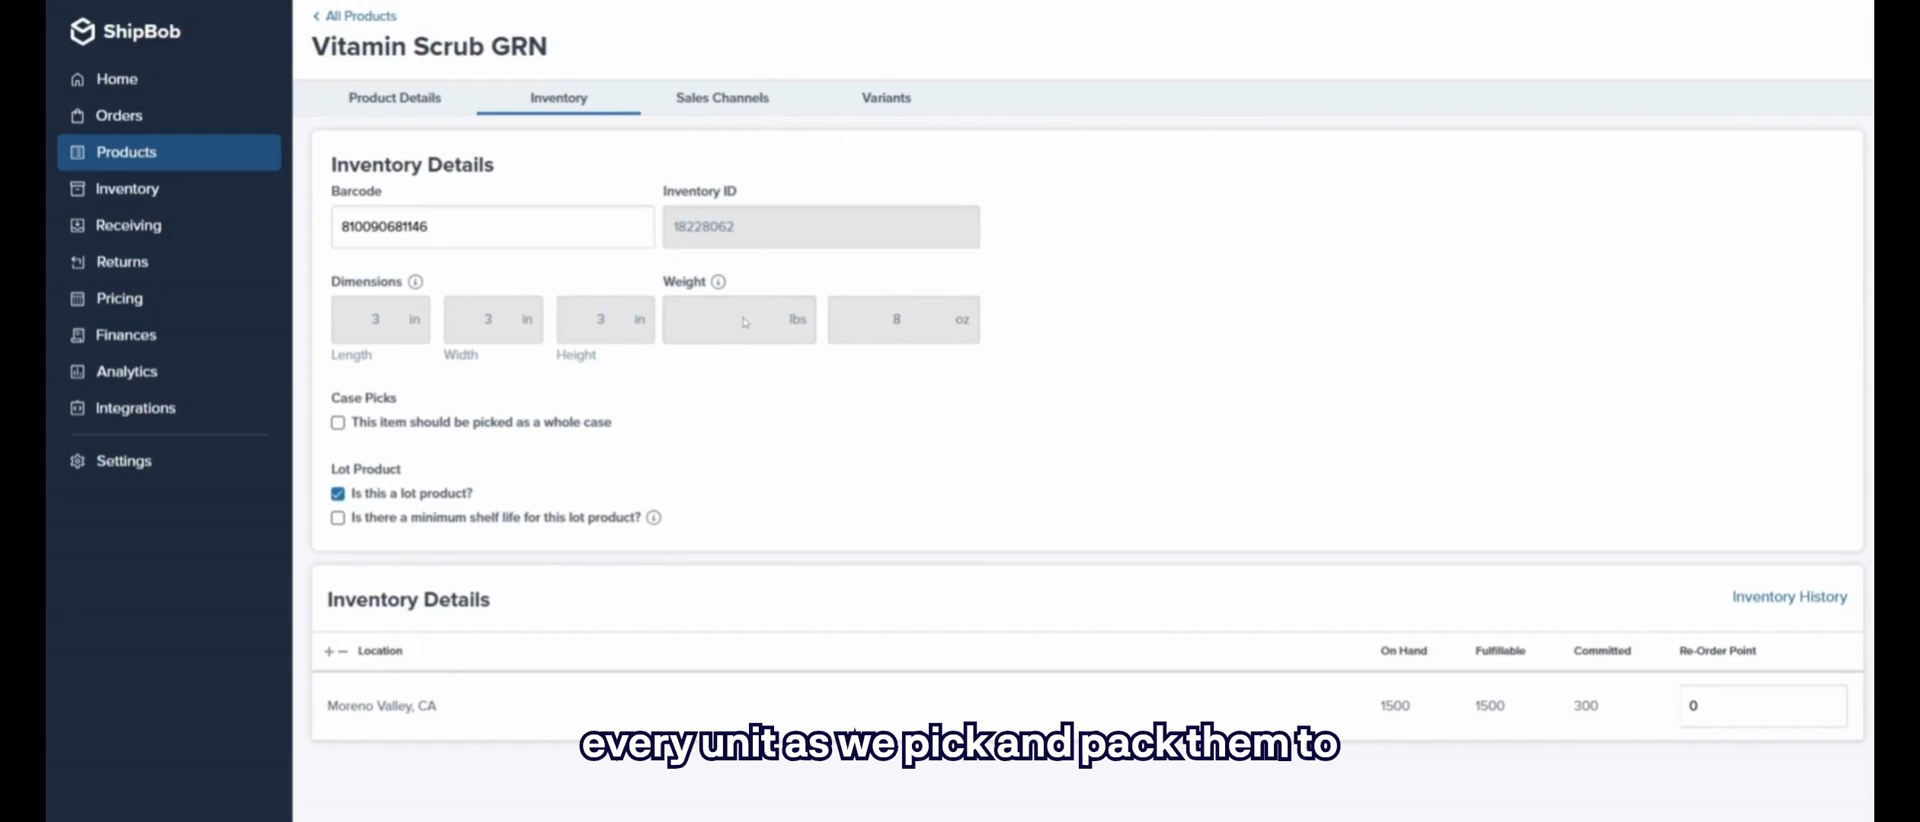 ShipBob
Home
Orders
Products
Inventory
Receiving
Returns
Pricing
Finances
Analytics
Integrations
Settings
All Products
Vitamin Scrub GRN
Product Details Inventory Sales Channels Variants
Inventory Details
Barcode Inventory ID
810090681146 18228062
Dimensions Weight
3 in 3 in 3 in lbs 8 oz
Length Width Height
Case Picks
This item should be picked as a whole case
Lot Product
Is this a lot product?
Is there a minimum shelf life for this lot product?
Inventory Details Inventory History
Location On Hand Fulfillable Committed Re-Order Point
Moreno Valley, CA 1500 1500 300 0
every unit as we pick and pack them to